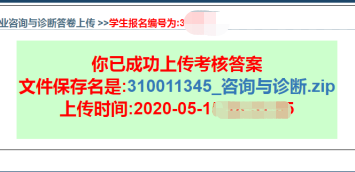 业咨询与诊断答卷上传 >>学生报名编号为:3
你已成功上传考核答案
文件保存名是:310011345_咨询与诊断.zip
上传时间:2020-05-1